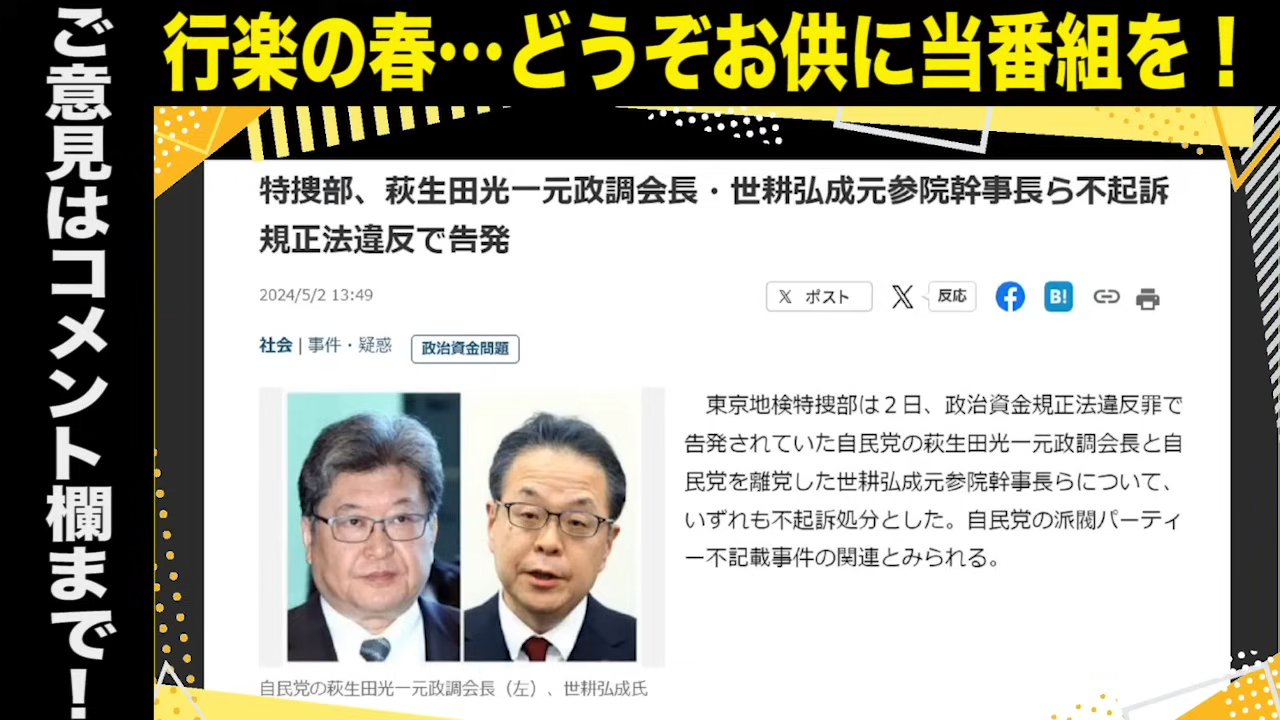 行楽の春…どうぞお供に当番組を！
ご意見はコメント欄まで！
特捜部、萩生田光一元政調会長・世耕弘成元参院幹事長ら不起訴
規正法違反で告発
2024/5/2 13:49
X ポスト
X 反応
B!
社会 | 事件・疑惑 政治資金問題
東京地検特捜部は２日、政治資金規正法違反罪で
告発されていた自民党の萩生田光一元政調会長と自
民党を離党した世耕弘成元参院幹事長らについて、
いずれも不起訴処分とした。自民党の派閥パーティ
ー不記載事件の関連とみられる。
自民党の萩生田光一元政調会長（左）、世耕弘成氏